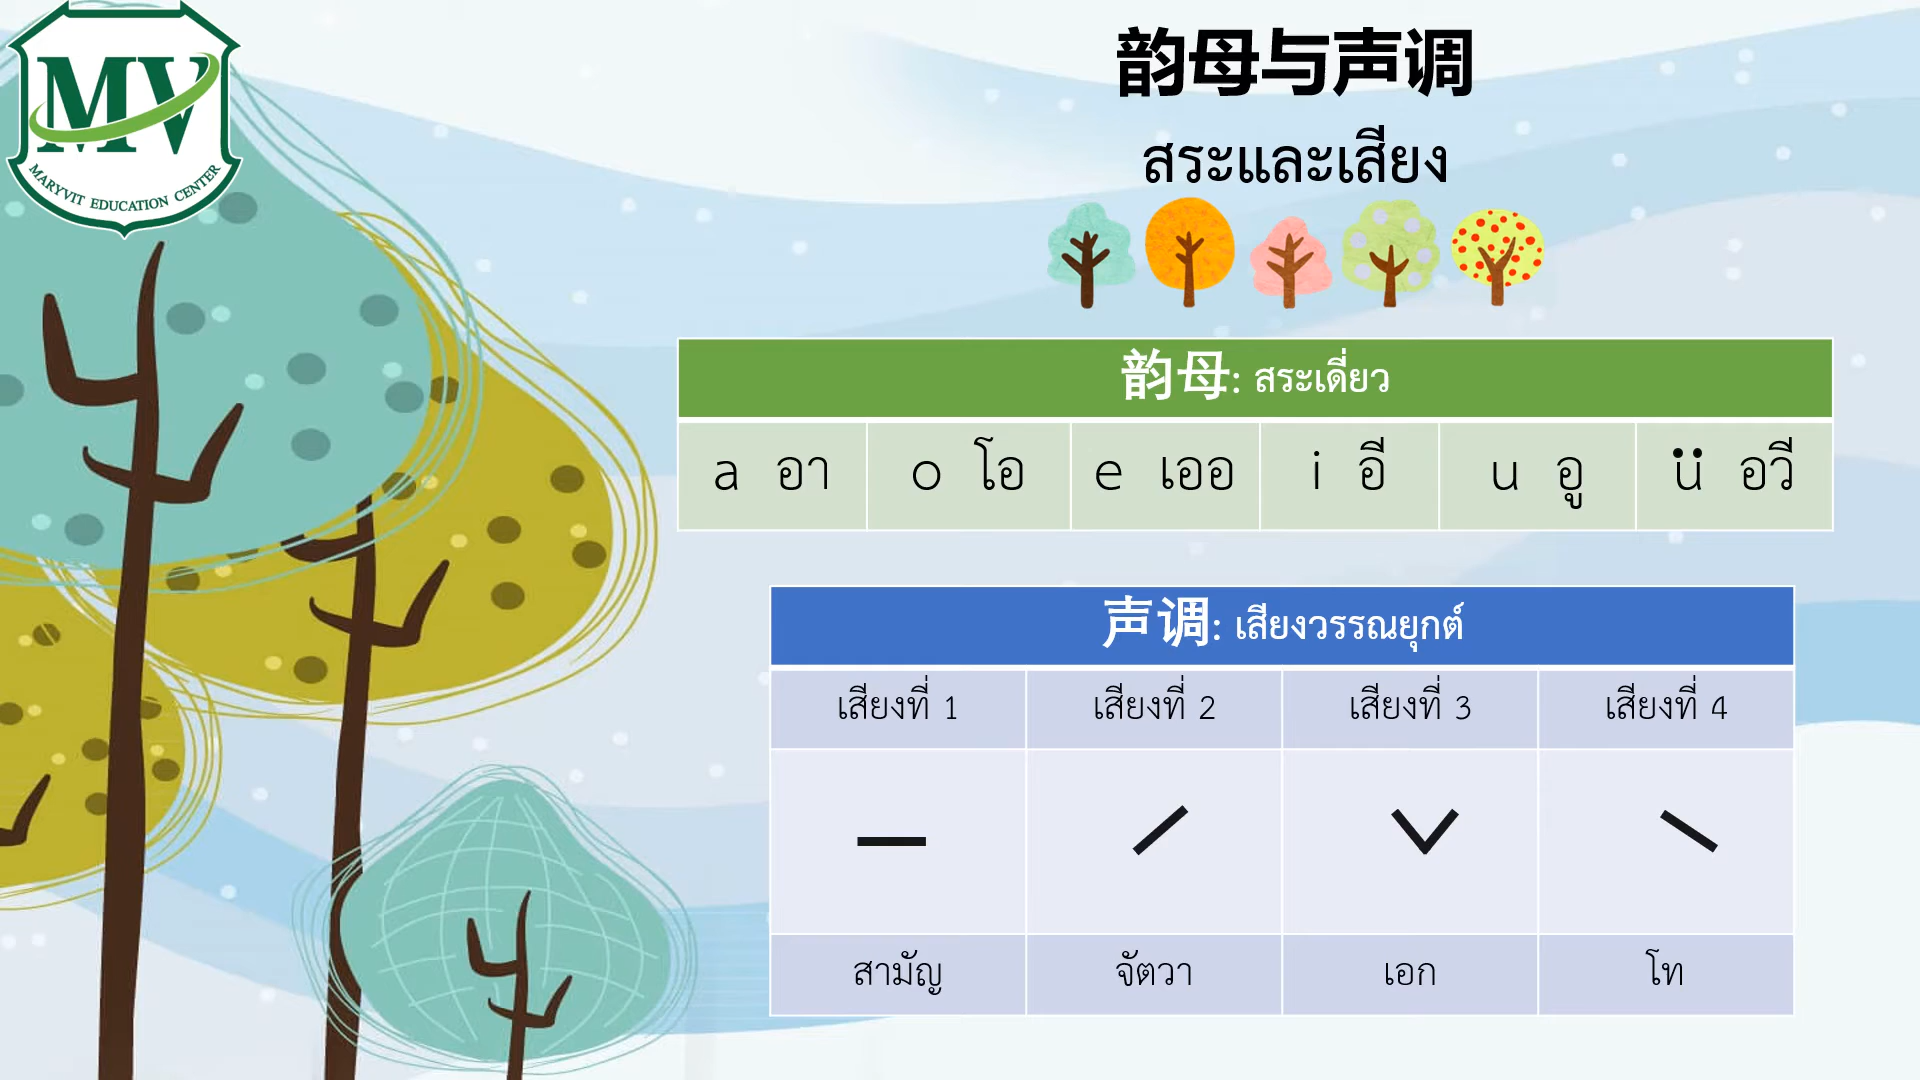 MV
MARYVIT EDUCATION CENTER
韵母与声调
สระและเสียง
韵母: สระเดี่ยว
a อา o โอ e เออ i อี u อู ü อวี
声调: เสียงวรรณยุกต์
เสียงที่ 1 เสียงที่ 2 เสียงที่ 3 เสียงที่ 4
สามัญ จัตวา เอก โท